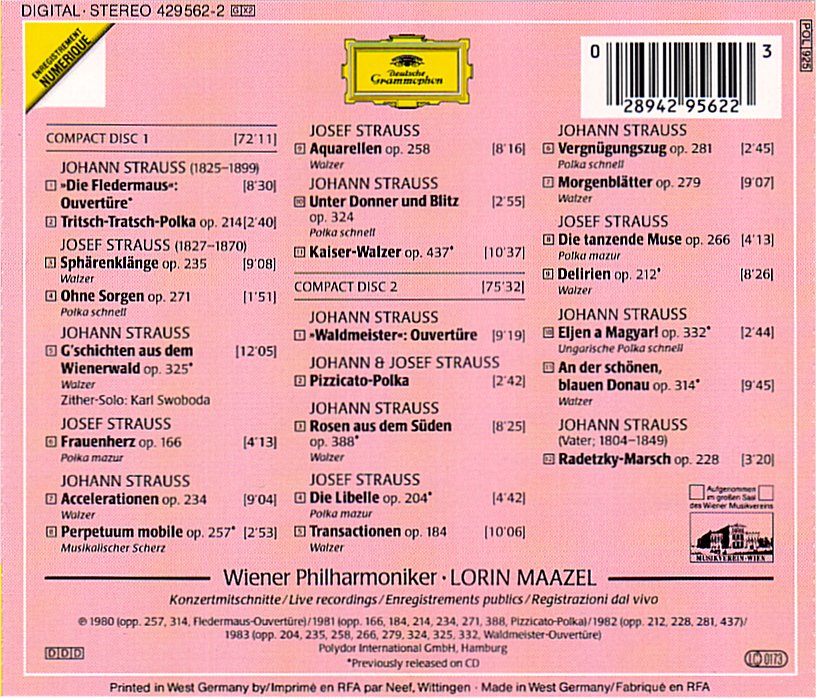 DIGITAL · STEREO 429 562-2 GX2
POL 1925
ENREGISTREMENT
NUMÉRIQUE
Deutsche
Grammophon
0 28942 95622 3
COMPACT DISC 1 [72'11]
JOHANN STRAUSS (1825–1899)
1 »Die Fledermaus«: [8'30]
Ouvertüre*
2 Tritsch-Tratsch-Polka op. 214 [2'40]
JOSEF STRAUSS (1827–1870)
3 Sphärenklänge op. 235 [9'08]
Walzer
4 Ohne Sorgen op. 271 [1'51]
Polka schnell
JOHANN STRAUSS
5 G'schichten aus dem [12'05]
Wienerwald op. 325*
Walzer
Zither-Solo: Karl Swoboda
JOSEF STRAUSS
6 Frauenherz op. 166 [4'13]
Polka mazur
JOHANN STRAUSS
7 Accelerationen op. 234 [9'04]
Walzer
8 Perpetuum mobile op. 257* [2'53]
Musikalischer Scherz
JOSEF STRAUSS
9 Aquarellen op. 258 [8'16]
Walzer
JOHANN STRAUSS
10 Unter Donner und Blitz [2'55]
op. 324
Polka schnell
11 Kaiser-Walzer op. 437* [10'37]
COMPACT DISC 2 [75'32]
JOHANN STRAUSS
1 »Waldmeister«: Ouvertüre [9'19]
JOHANN & JOSEF STRAUSS
2 Pizzicato-Polka [2'42]
JOHANN STRAUSS
3 Rosen aus dem Süden [8'25]
op. 388*
Walzer
JOSEF STRAUSS
4 Die Libelle op. 204* [4'42]
Polka mazur
5 Transactionen op. 184 [10'06]
Walzer
JOHANN STRAUSS
6 Vergnügungszug op. 281 [2'45]
Polka schnell
7 Morgenblätter op. 279 [9'07]
Walzer
JOSEF STRAUSS
8 Die tanzende Muse op. 266 [4'13]
Polka mazur
9 Delirien op. 212* [8'26]
Walzer
JOHANN STRAUSS
10 Eljen a Magyar! op. 332* [2'44]
Ungarische Polka schnell
11 An der schönen,
blauen Donau op. 314* [9'45]
Walzer
JOHANN STRAUSS
(Vater; 1804–1849)
12 Radetzky-Marsch op. 228 [3'20]
Aufgenommen
im großen Saal
des Wiener Musikvereins
MUSIKVEREIN·WIEN
Wiener Philharmoniker · LORIN MAAZEL
Konzertmitschnitte/Live recordings/Enregistrements publics/Registrazioni dal vivo
℗ 1980 (opp. 257, 314, Fledermaus-Ouvertüre)/1981 (opp. 166, 184, 214, 234, 271, 388, Pizzicato-Polka)/1982 (opp. 212, 228, 281, 437)/
1983 (opp. 204, 235, 258, 266, 279, 324, 325, 332, Waldmeister-Ouvertüre)
Polydor International GmbH, Hamburg
*Previously released on CD
DDD
LC 0173
Printed in West Germany by/Imprimé en RFA par Neef, Wittingen · Made in West Germany/Fabriqué en RFA